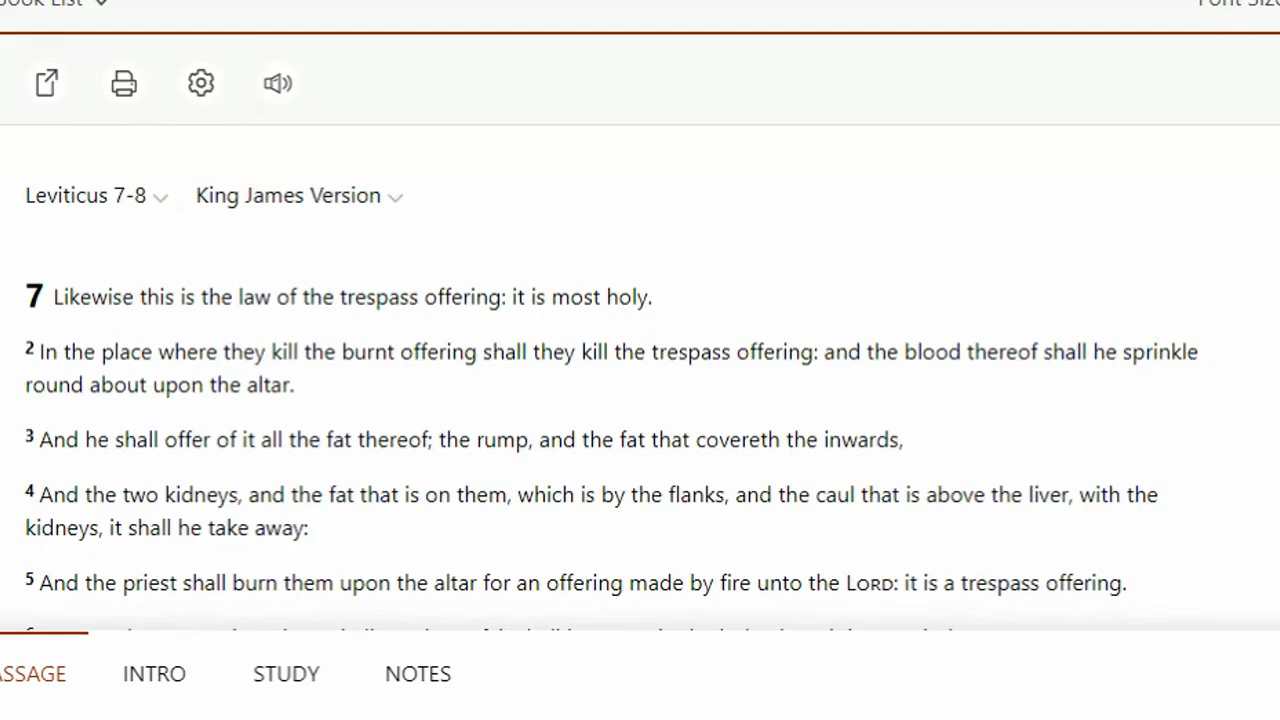 Leviticus 7-8 King James Version
7 Likewise this is the law of the trespass offering: it is most holy.
2 In the place where they kill the burnt offering shall they kill the trespass offering: and the blood thereof shall he sprinkle
round about upon the altar.
3 And he shall offer of it all the fat thereof; the rump, and the fat that covereth the inwards,
4 And the two kidneys, and the fat that is on them, which is by the flanks, and the caul that is above the liver, with the
kidneys, it shall he take away:
5 And the priest shall burn them upon the altar for an offering made by fire unto the LORD: it is a trespass offering.
ASSAGE INTRO STUDY NOTES